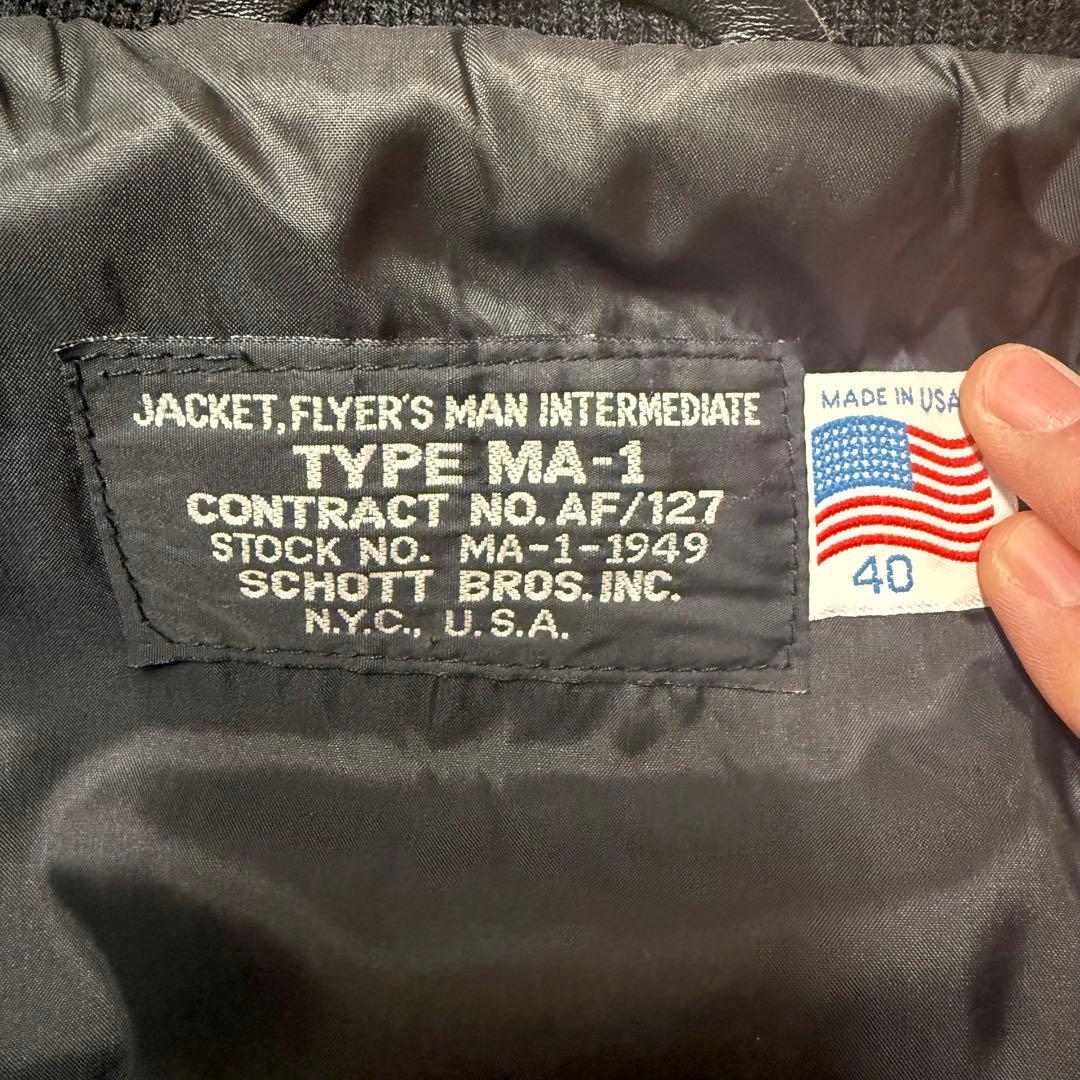 JACKET, FLYER'S MAN INTERMEDIATE
TYPE MA-1
CONTRACT NO. AF/127
STOCK NO. MA-1-1949
SCHOTT BROS. INC.
N.Y.C., U.S.A.
MADE IN USA
40